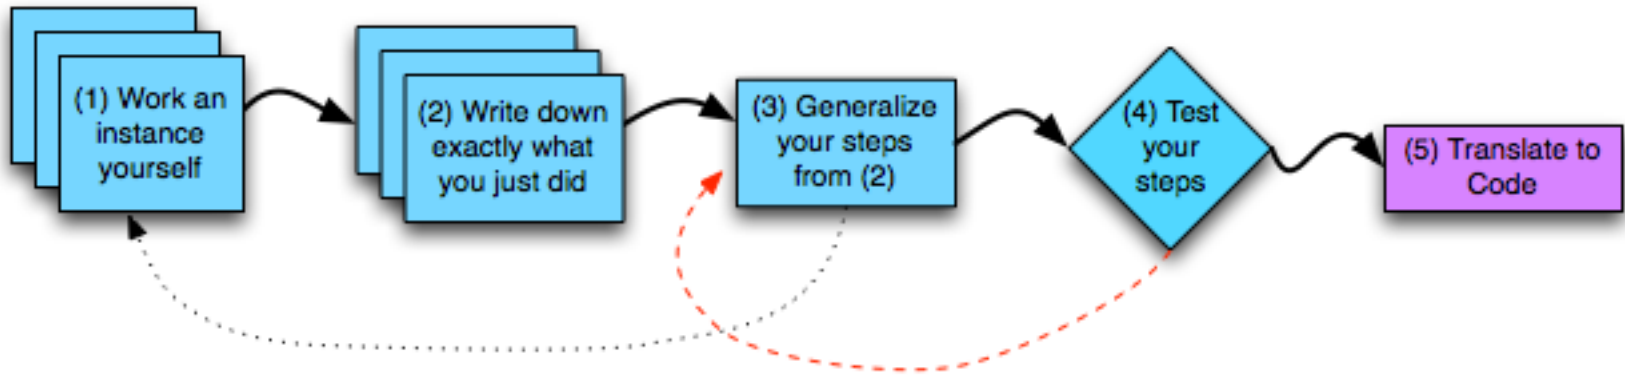 (1) Work an
instance
yourself
(2) Write down
exactly what
you just did
(3) Generalize
your steps
from (2)
(4) Test
your
steps
(5) Translate to
Code